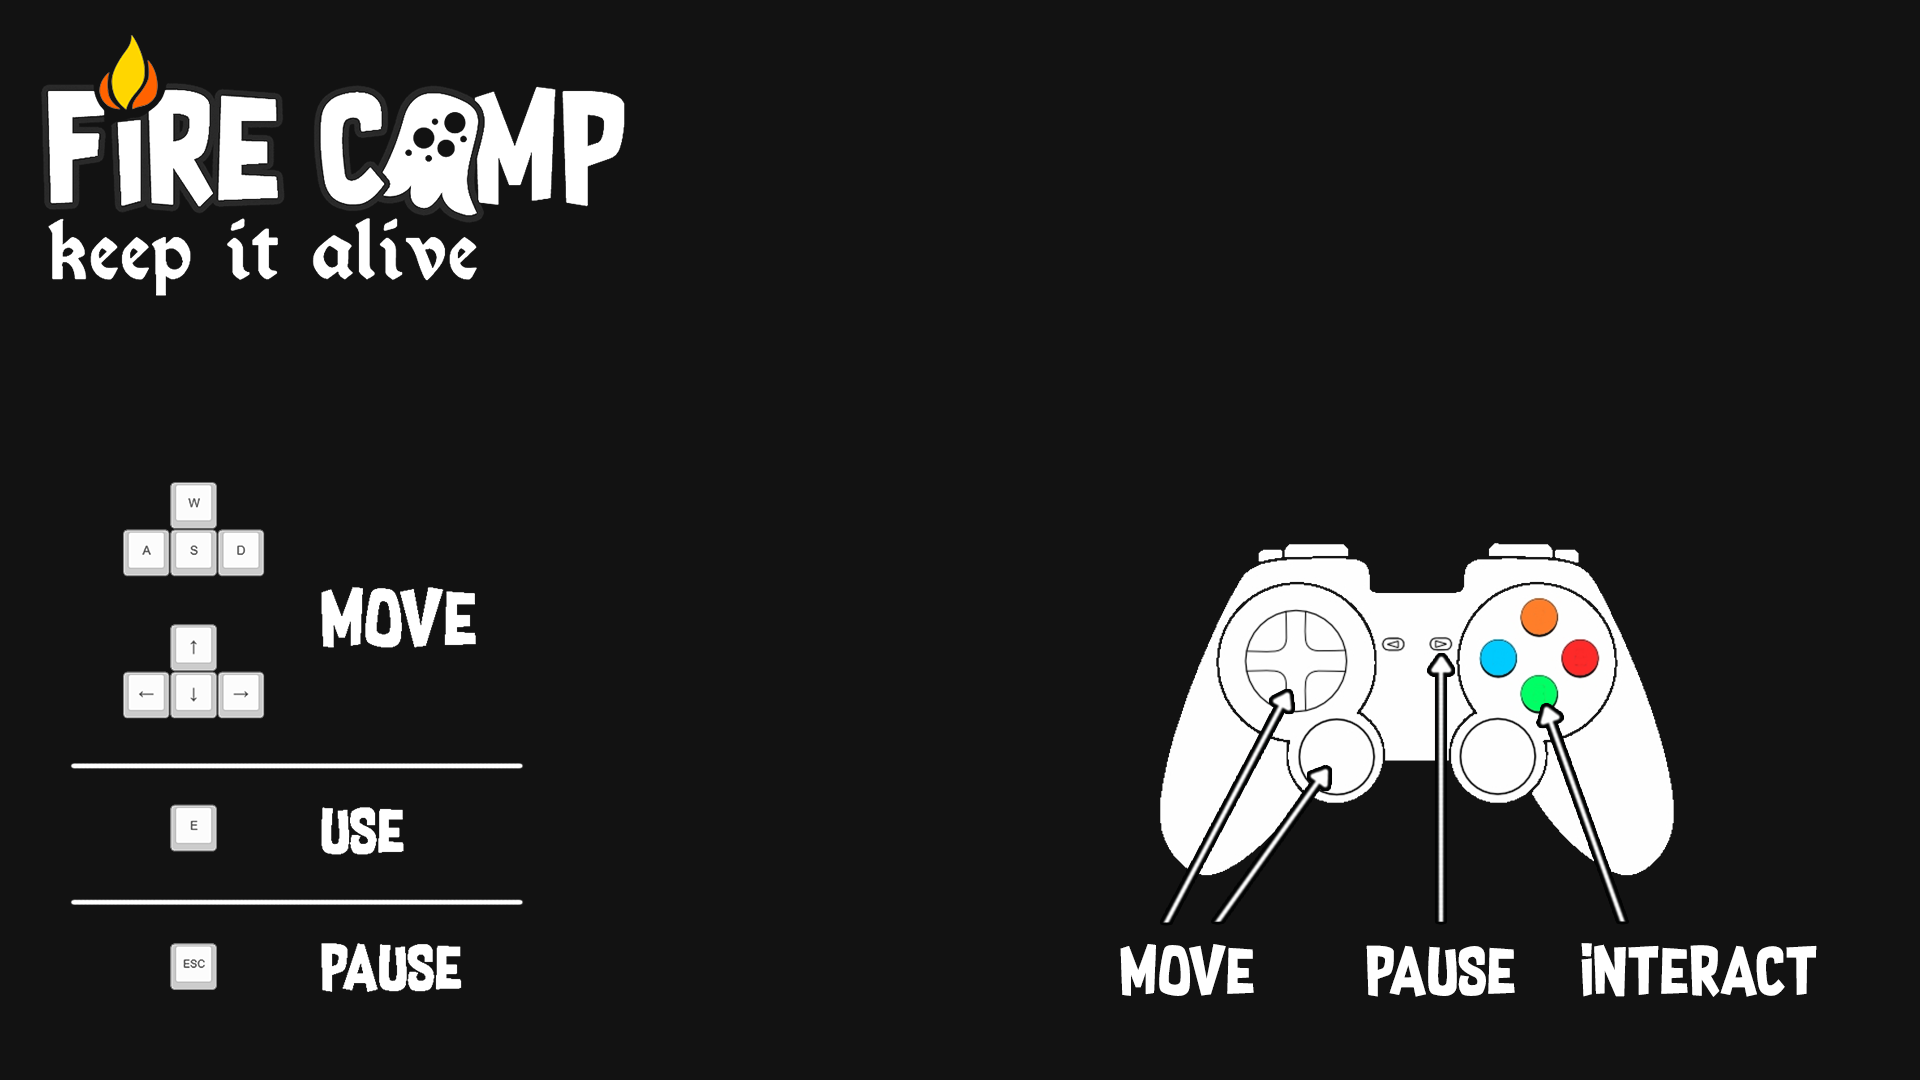 FiRE CAMP
keep it alive
W
A S D
MOVE
↑
← ↓ →
E USE
ESC PAUSE
MOVE PAUSE iNTERACT